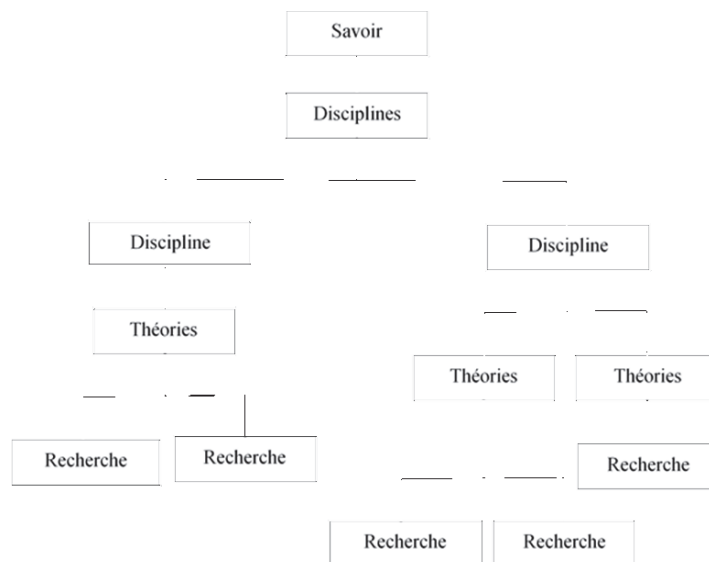 Savoir
Disciplines
Discipline
Discipline
Théories
Théories
Théories
Recherche
Recherche
Recherche
Recherche
Recherche